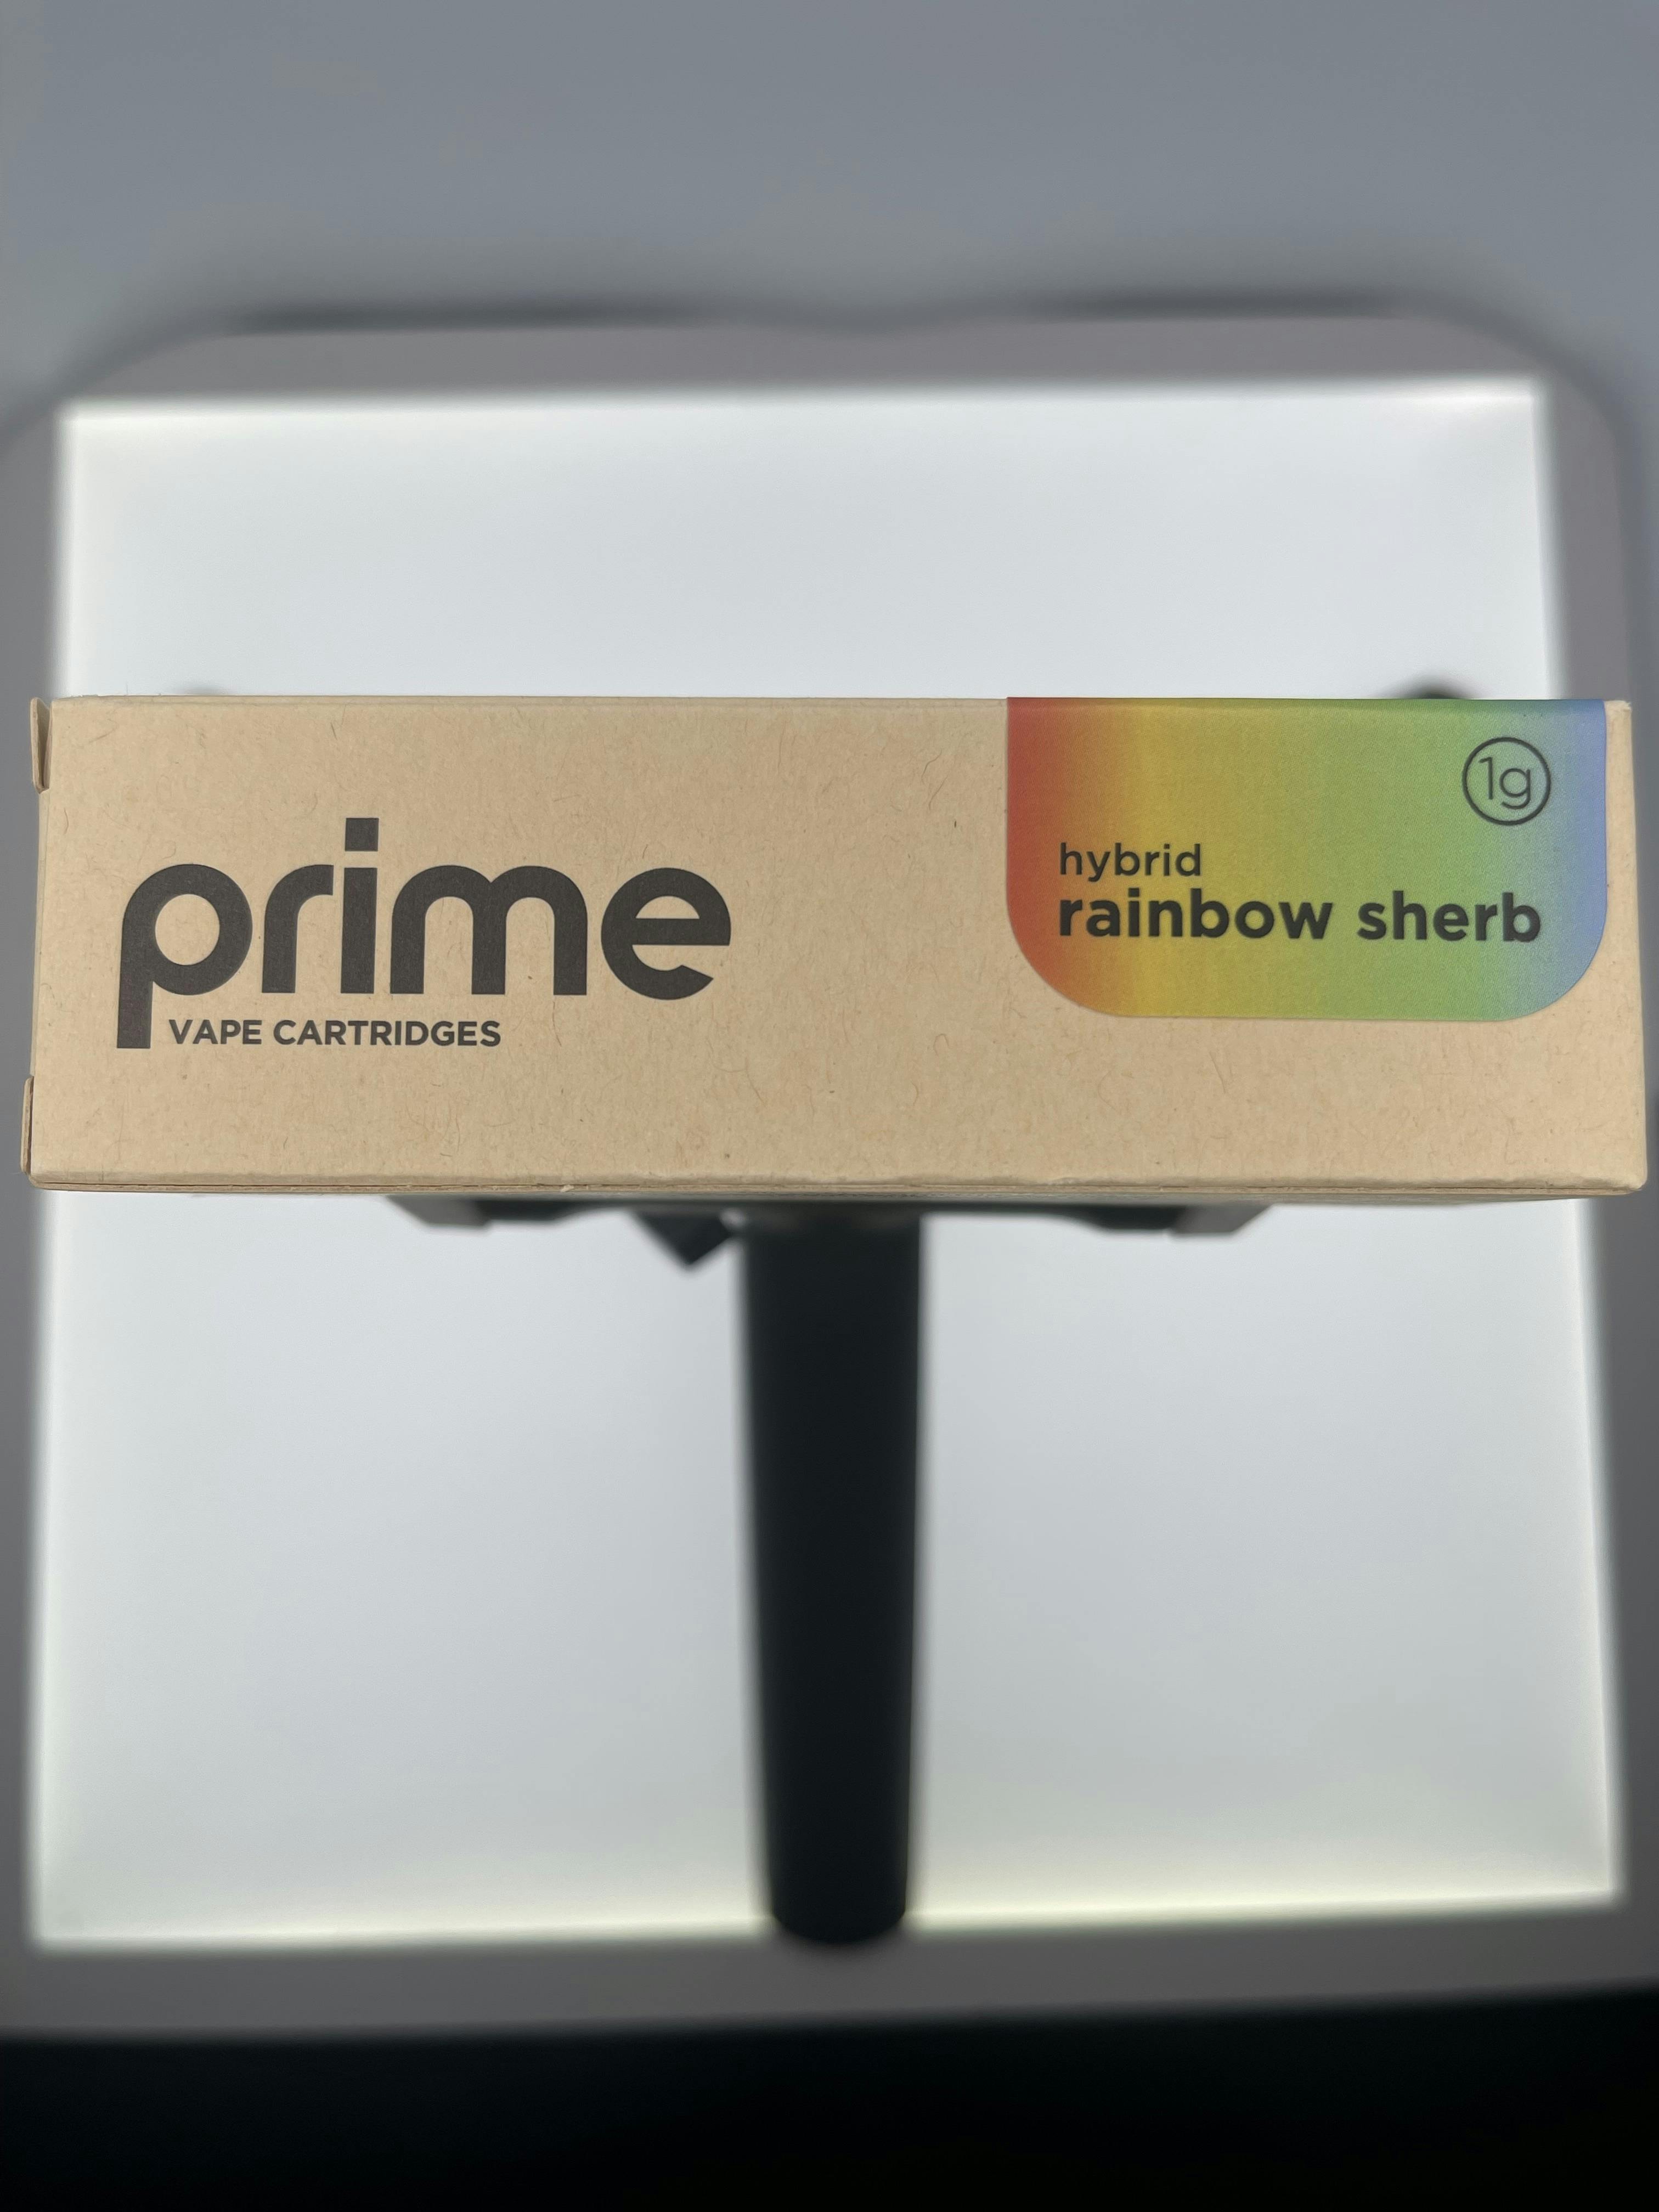 prime
VAPE CARTRIDGES
1g
hybrid
rainbow sherb